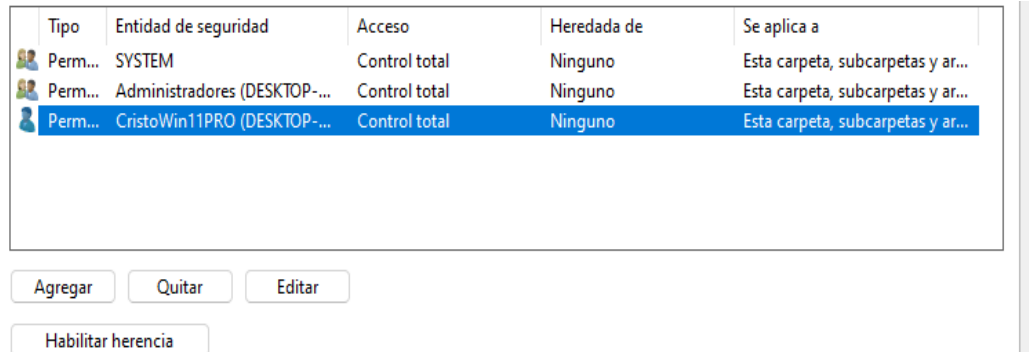 Tipo Entidad de seguridad Acceso Heredada de Se aplica a
Perm... SYSTEM Control total Ninguno Esta carpeta, subcarpetas y ar...
Perm... Administradores (DESKTOP-... Control total Ninguno Esta carpeta, subcarpetas y ar...
Perm... CristoWin11PRO (DESKTOP-... Control total Ninguno Esta carpeta, subcarpetas y ar...
Agregar Quitar Editar
Habilitar herencia